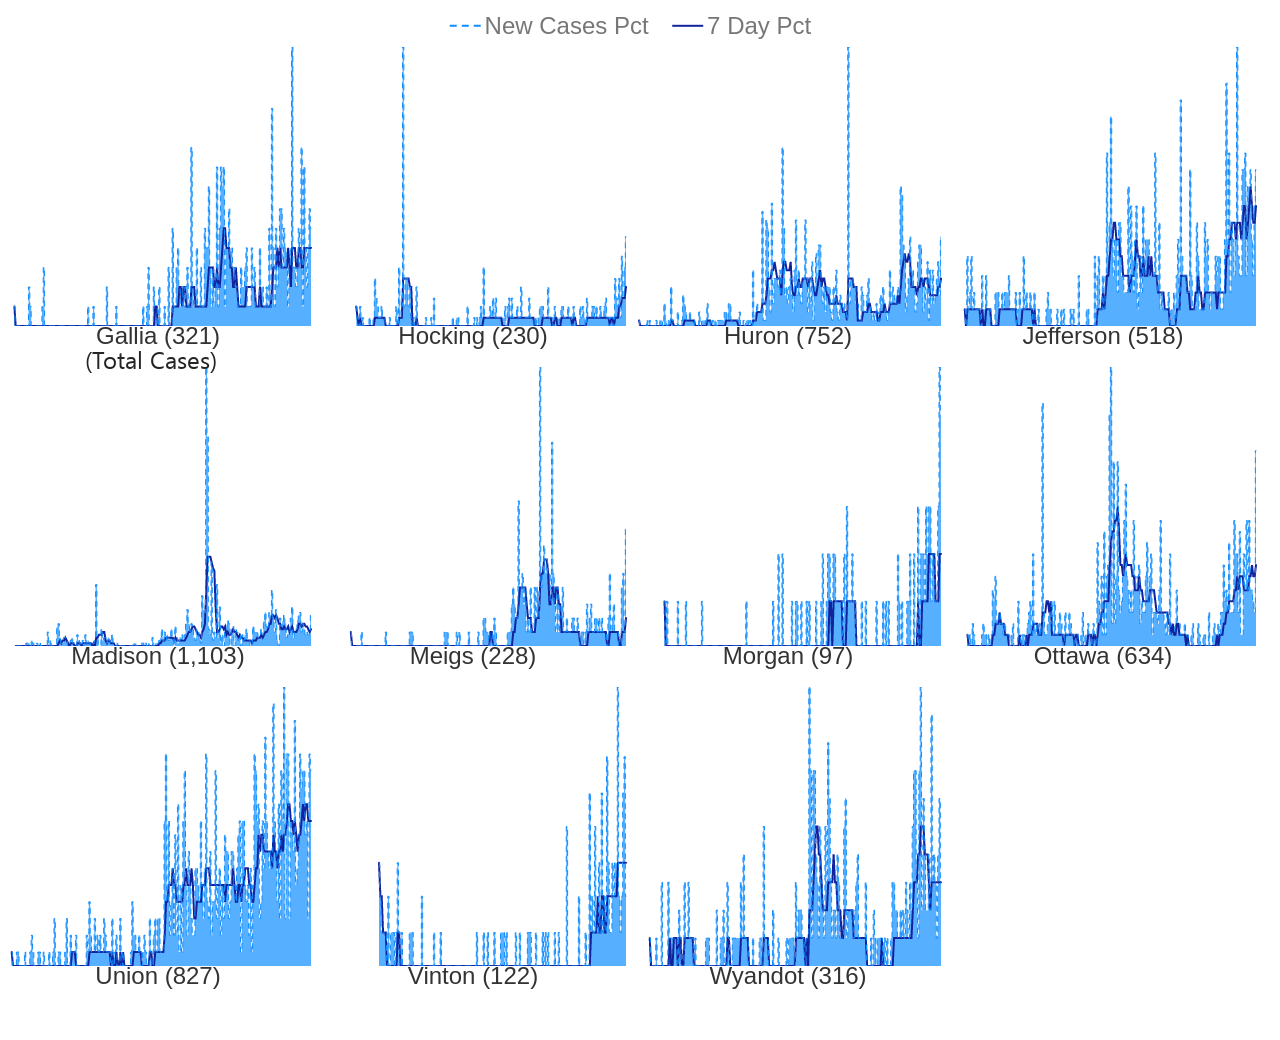 New Cases Pct 7 Day Pct
Gallia (321) Hocking (230) Huron (752) Jefferson (518)
(Total Cases)
Madison (1,103) Meigs (228) Morgan (97) Ottawa (634)
Union (827) Vinton (122) Wyandot (316)